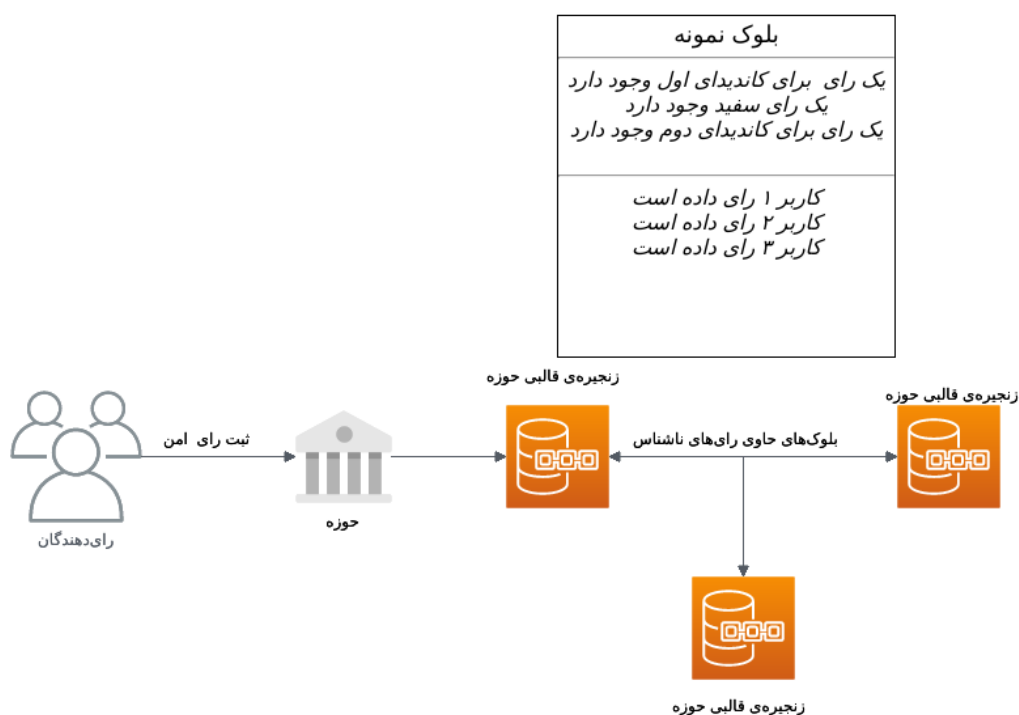 بلوک نمونه
یک رای برای کاندیدای اول وجود دارد
یک رای سفید وجود دارد
یک رای برای کاندیدای دوم وجود دارد
کاربر ۱ رای داده است
کاربر ۲ رای داده است
کاربر ۳ رای داده است
زنجیره‌ی قالبی حوزه
زنجیره‌ی قالبی حوزه
ثبت رای امن
بلوک‌های حاوی رای‌های ناشناس
حوزه
رای‌دهندگان
زنجیره‌ی قالبی حوزه